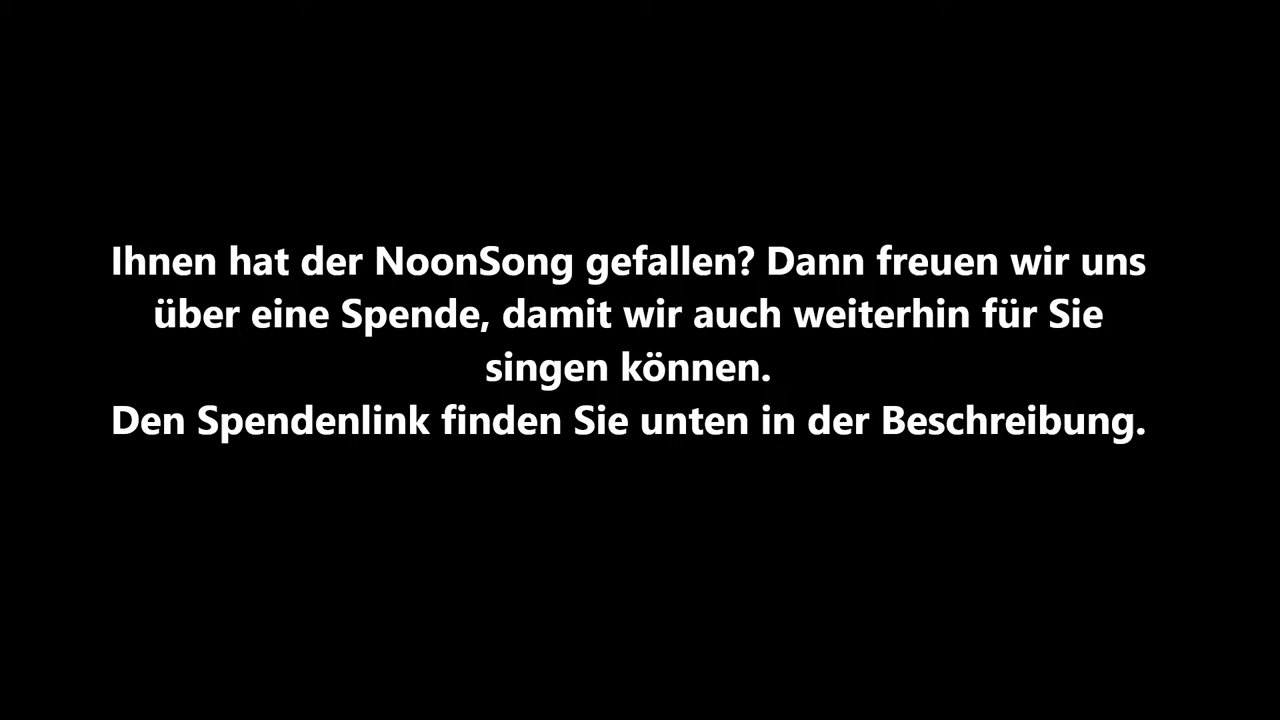 Ihnen hat der NoonSong gefallen? Dann freuen wir uns
über eine Spende, damit wir auch weiterhin für Sie
singen können.
Den Spendenlink finden Sie unten in der Beschreibung.